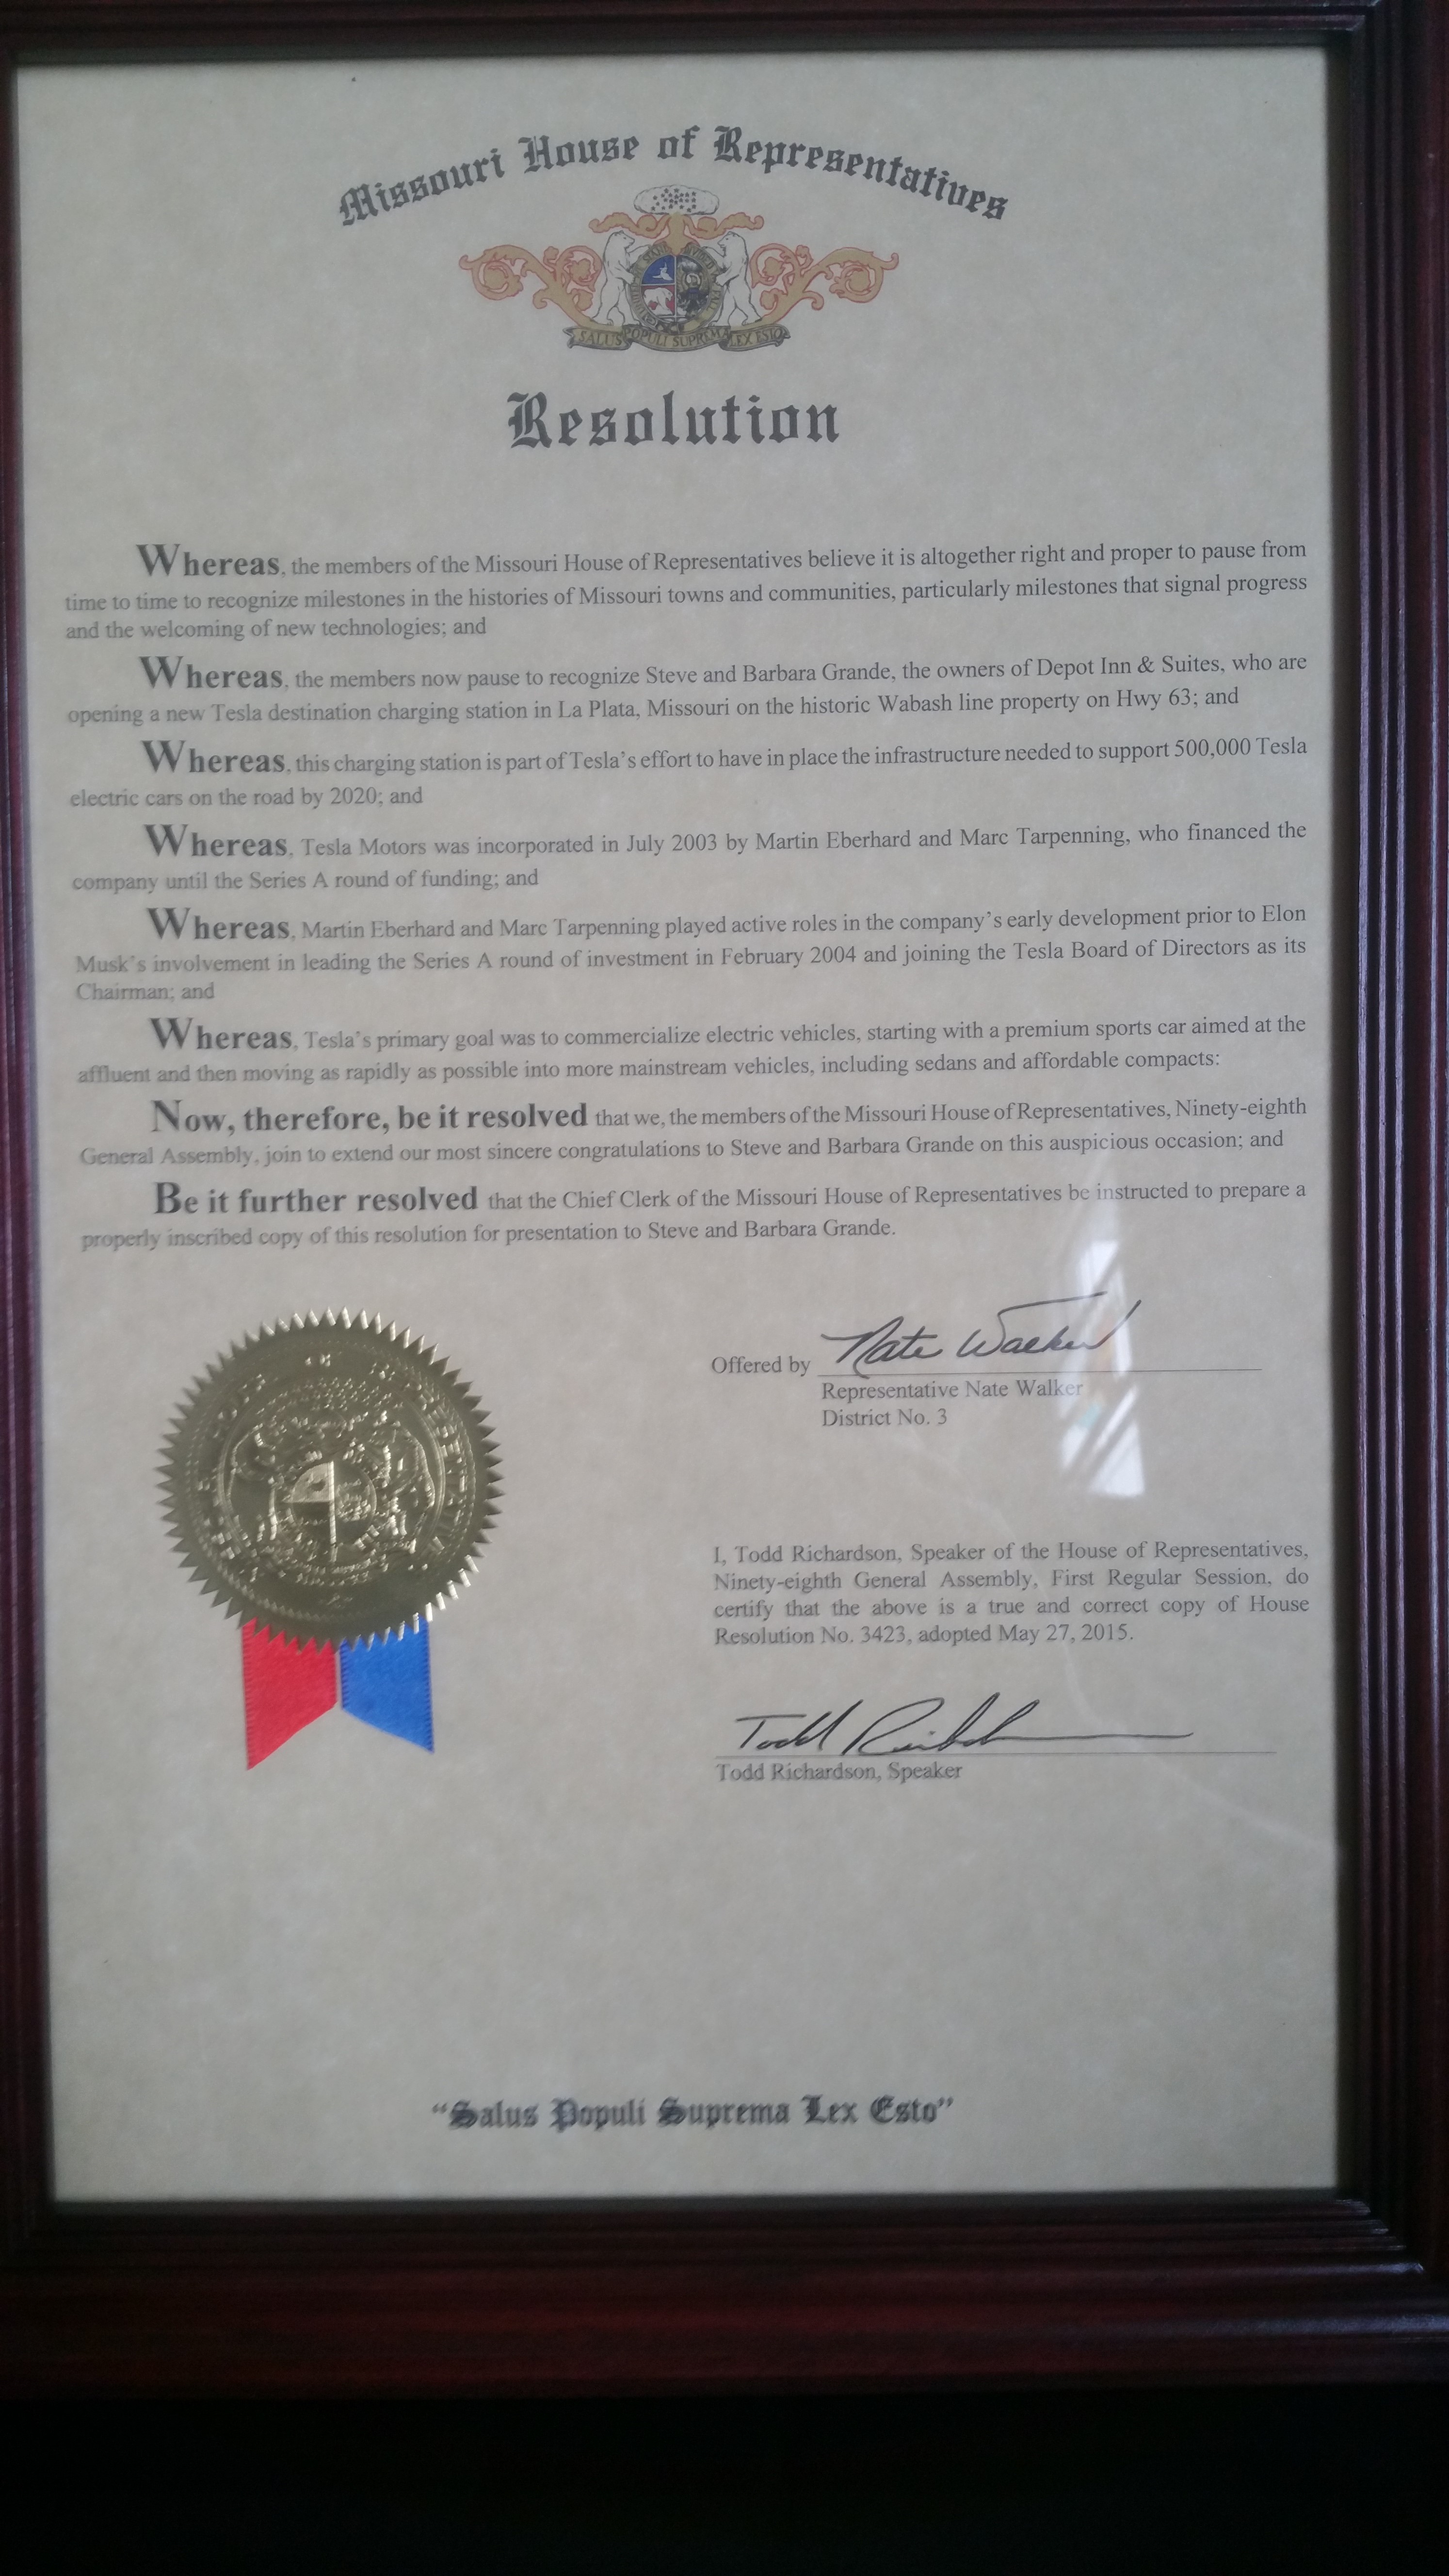 Missouri House of Representatives
SALUS POPULI SUPREMA LEX ESTO
Resolution
Whereas, the members of the Missouri House of Representatives believe it is altogether right and proper to pause from
time to time to recognize milestones in the histories of Missouri towns and communities, particularly milestones that signal progress
and the welcoming of new technologies; and
Whereas, the members now pause to recognize Steve and Barbara Grande, the owners of Depot Inn & Suites, who are
opening a new Tesla destination charging station in La Plata, Missouri on the historic Wabash line property on Hwy 63; and
Whereas, this charging station is part of Tesla's effort to have in place the infrastructure needed to support 500,000 Tesla
electric cars on the road by 2020; and
Whereas, Tesla Motors was incorporated in July 2003 by Martin Eberhard and Marc Tarpenning, who financed the
company until the Series A round of funding; and
Whereas, Martin Eberhard and Marc Tarpenning played active roles in the company's early development prior to Elon
Musk's involvement in leading the Series A round of investment in February 2004 and joining the Tesla Board of Directors as its
Chairman; and
Whereas, Tesla's primary goal was to commercialize electric vehicles, starting with a premium sports car aimed at the
affluent and then moving as rapidly as possible into more mainstream vehicles, including sedans and affordable compacts:
Now, therefore, be it resolved that we, the members of the Missouri House of Representatives, Ninety-eighth
General Assembly, join to extend our most sincere congratulations to Steve and Barbara Grande on this auspicious occasion; and
Be it further resolved that the Chief Clerk of the Missouri House of Representatives be instructed to prepare a
properly inscribed copy of this resolution for presentation to Steve and Barbara Grande.
Offered by Nate Walker
Representative Nate Walker
District No. 3
I, Todd Richardson, Speaker of the House of Representatives,
Ninety-eighth General Assembly, First Regular Session, do
certify that the above is a true and correct copy of House
Resolution No. 3423, adopted May 27, 2015.
Todd Richardson
Todd Richardson, Speaker
"Salus Populi Suprema Lex Esto"